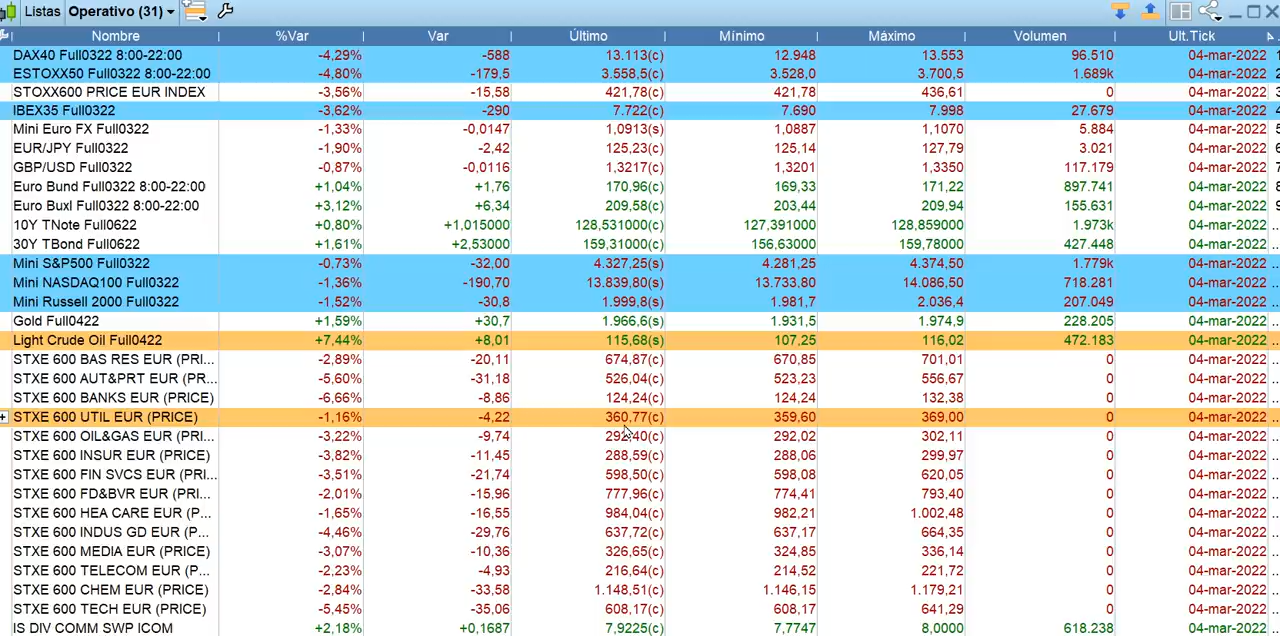 Listas Operativo (31)
Nombre %Var Var Último Mínimo Máximo Volumen Ult.Tick
DAX40 Full0322 8:00-22:00 -4,29% -588 13.113(c) 12.948 13.553 96.510 04-mar-2022 1
ESTOXX50 Full0322 8:00-22:00 -4,80% -179,5 3.558,5(c) 3.528,0 3.700,5 1.689k 04-mar-2022 2
STOXX600 PRICE EUR INDEX -3,56% -15,58 421,78(c) 421,78 436,61 0 04-mar-2022 3
IBEX35 Full0322 -3,62% -290 7.722(c) 7.690 7.998 27.679 04-mar-2022 4
Mini Euro FX Full0322 -1,33% -0,0147 1,0913(s) 1,0887 1,1070 5.884 04-mar-2022 5
EUR/JPY Full0322 -1,90% -2,42 125,23(c) 125,14 127,79 3.021 04-mar-2022 6
GBP/USD Full0322 -0,87% -0,0116 1,3217(c) 1,3201 1,3350 117.179 04-mar-2022 7
Euro Bund Full0322 8:00-22:00 +1,04% +1,76 170,96(c) 169,33 171,22 897.741 04-mar-2022 8
Euro Buxl Full0322 8:00-22:00 +3,12% +6,34 209,58(c) 203,44 209,94 155.631 04-mar-2022 9
10Y TNote Full0622 +0,80% +1,015000 128,531000(c) 127,391000 128,859000 1.973k 04-mar-2022 ..
30Y TBond Full0622 +1,61% +2,53000 159,31000(c) 156,63000 159,78000 427.448 04-mar-2022 ..
Mini S&P500 Full0322 -0,73% -32,00 4.327,25(s) 4.281,25 4.374,50 1.779k 04-mar-2022 ..
Mini NASDAQ100 Full0322 -1,36% -190,70 13.839,80(s) 13.733,80 14.086,50 718.281 04-mar-2022 ..
Mini Russell 2000 Full0322 -1,52% -30,8 1.999,8(s) 1.981,7 2.036,4 207.049 04-mar-2022 ..
Gold Full0422 +1,59% +30,7 1.966,6(s) 1.931,5 1.974,9 228.205 04-mar-2022 ..
Light Crude Oil Full0422 +7,44% +8,01 115,68(s) 107,25 116,02 472.183 04-mar-2022 ..
STXE 600 BAS RES EUR (PRI... -2,89% -20,11 674,87(c) 670,85 701,01 0 04-mar-2022 ..
STXE 600 AUT&PRT EUR (PR... -5,60% -31,18 526,04(c) 523,23 556,67 0 04-mar-2022 ..
STXE 600 BANKS EUR (PRICE) -6,66% -8,86 124,24(c) 124,24 132,38 0 04-mar-2022 ..
STXE 600 UTIL EUR (PRICE) -1,16% -4,22 360,77(c) 359,60 369,00 0 04-mar-2022 ..
STXE 600 OIL&GAS EUR (PRI... -3,22% -9,74 292,40(c) 292,02 302,11 0 04-mar-2022 ..
STXE 600 INSUR EUR (PRICE) -3,82% -11,45 288,59(c) 288,06 299,97 0 04-mar-2022 ..
STXE 600 FIN SVCS EUR (PRI... -3,51% -21,74 598,50(c) 598,08 620,05 0 04-mar-2022 ..
STXE 600 FD&BVR EUR (PRI... -2,01% -15,96 777,96(c) 774,41 793,40 0 04-mar-2022 ..
STXE 600 HEA CARE EUR (P... -1,65% -16,55 984,04(c) 982,21 1.002,48 0 04-mar-2022 ..
STXE 600 INDUS GD EUR (P... -4,46% -29,76 637,72(c) 637,17 664,35 0 04-mar-2022 ..
STXE 600 MEDIA EUR (PRICE) -3,07% -10,36 326,65(c) 324,85 336,14 0 04-mar-2022 ..
STXE 600 TELECOM EUR (P... -2,23% -4,93 216,64(c) 214,52 221,72 0 04-mar-2022 ..
STXE 600 CHEM EUR (PRICE) -2,84% -33,58 1.148,51(c) 1.146,15 1.179,21 0 04-mar-2022 ..
STXE 600 TECH EUR (PRICE) -5,45% -35,06 608,17(c) 608,17 641,29 0 04-mar-2022 ..
IS DIV COMM SWP ICOM +2,18% +0,1687 7,9225(c) 7,7747 8,0000 618.238 04-mar-2022 ..